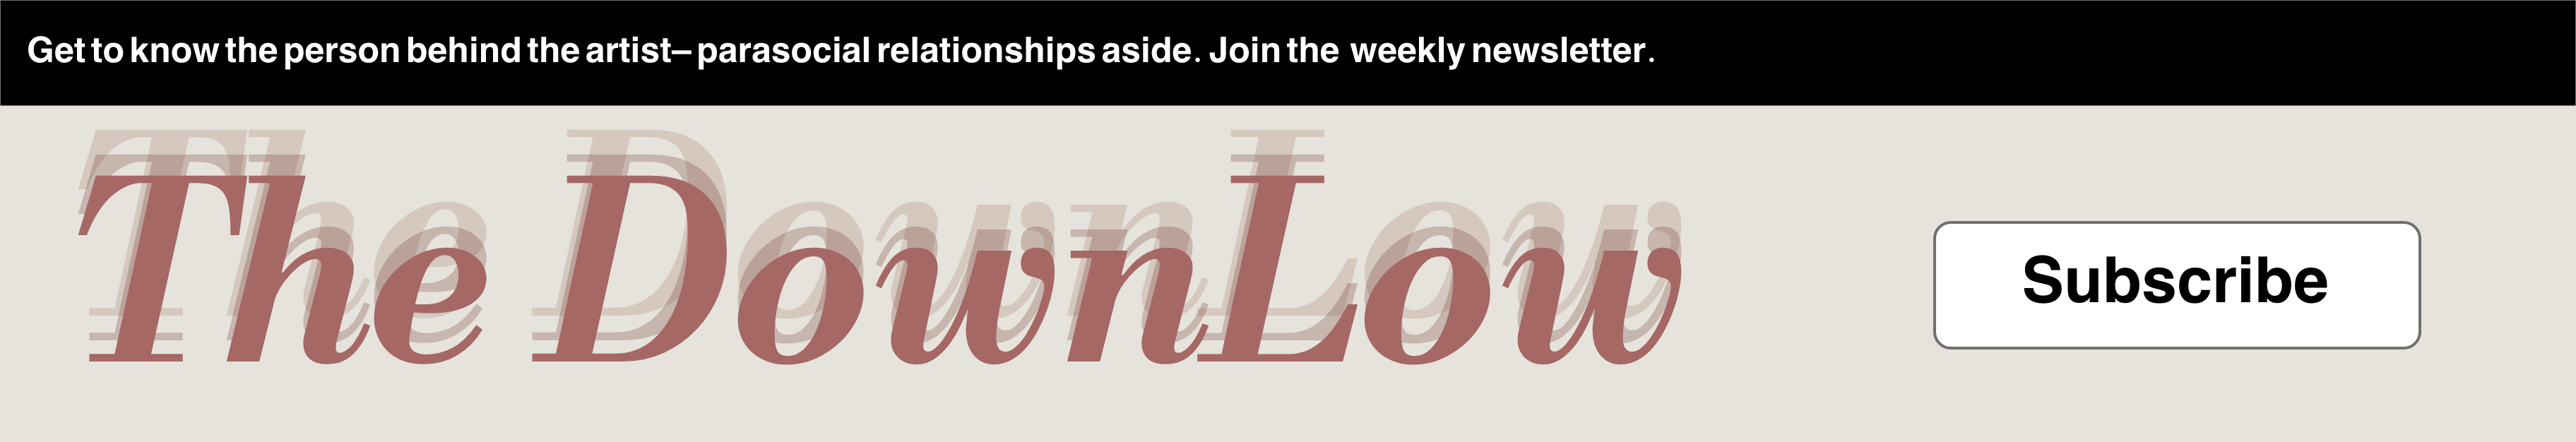 Get to know the person behind the artist– parasocial relationships aside. Join the weekly newsletter.
The DownLow
Subscribe